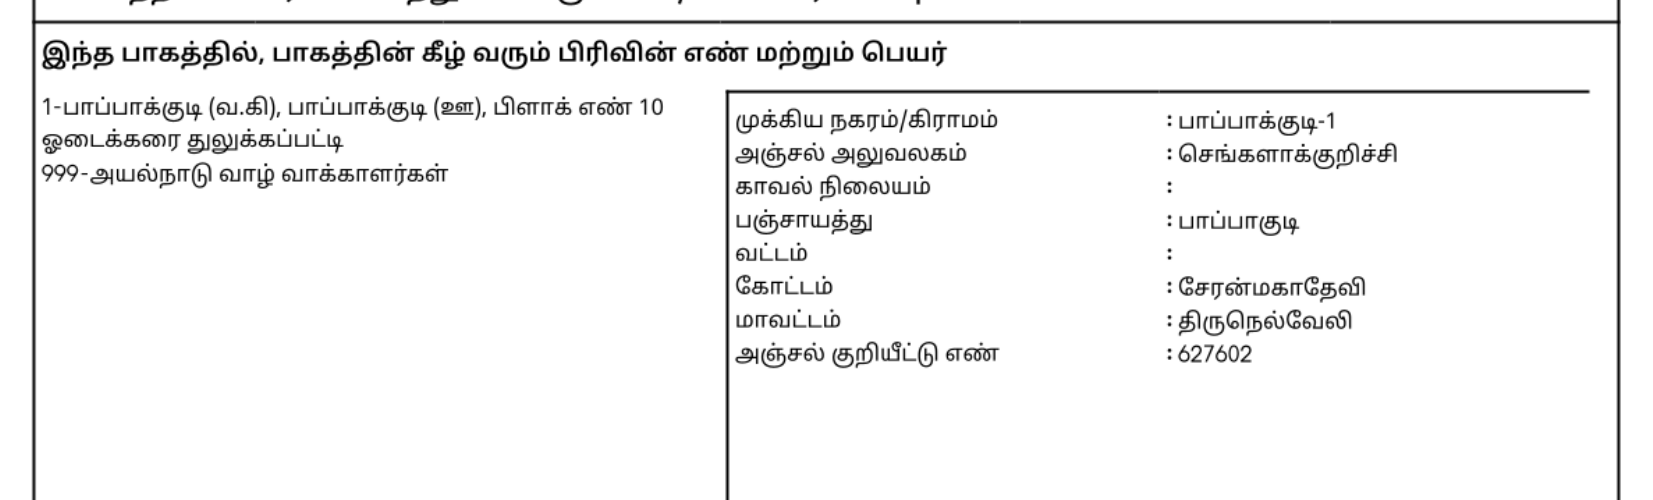 இந்த பாகத்தில், பாகத்தின் கீழ் வரும் பிரிவின் எண் மற்றும் பெயர்
1-பாப்பாக்குடி (வ.கி), பாப்பாக்குடி (ஊ), பிளாக் எண் 10
ஓடைக்கரை துலுக்கப்பட்டி
999-அயல்நாடு வாழ் வாக்காளர்கள்
முக்கிய நகரம்/கிராமம் : பாப்பாக்குடி-1
அஞ்சல் அலுவலகம் : செங்களாக்குறிச்சி
காவல் நிலையம் :
பஞ்சாயத்து : பாப்பாகுடி
வட்டம் :
கோட்டம் : சேரன்மகாதேவி
மாவட்டம் : திருநெல்வேலி
அஞ்சல் குறியீட்டு எண் : 627602